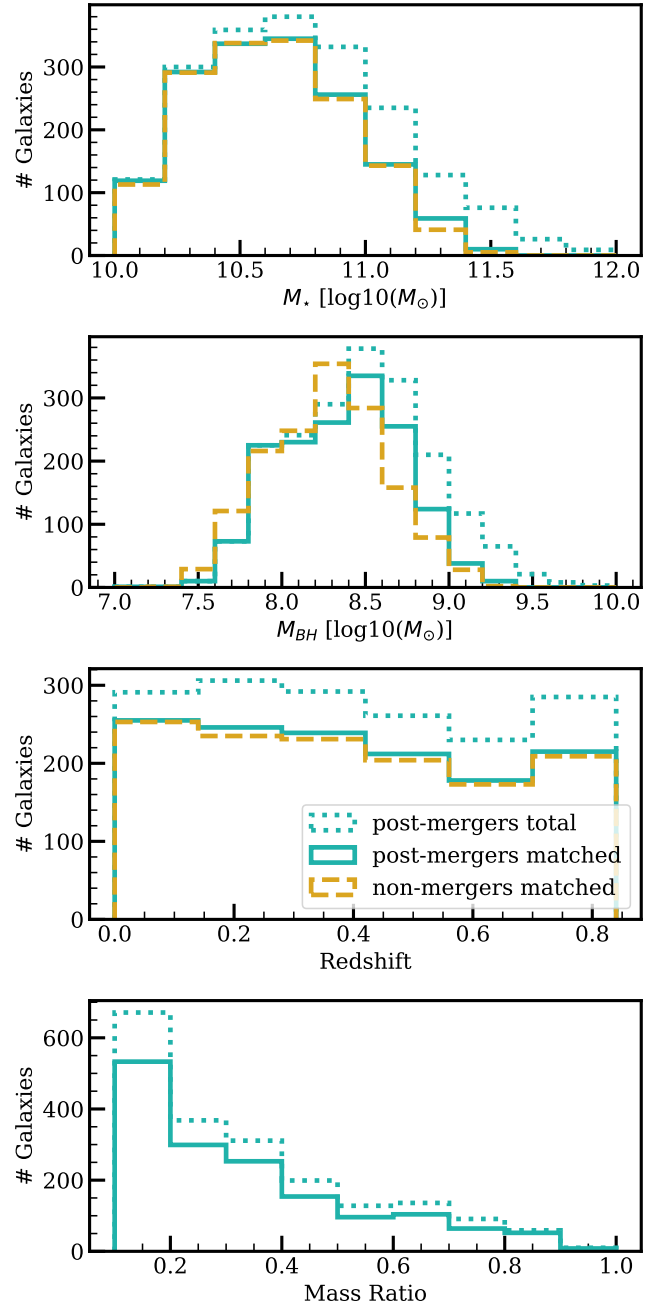 300
200
100
0
# Galaxies
10.0 10.5 11.0 11.5 12.0
M⋆ [log10(M⊙)]
300
200
100
0
# Galaxies
7.0 7.5 8.0 8.5 9.0 9.5 10.0
M_BH [log10(M⊙)]
300
200
100
0
# Galaxies
post-mergers total
post-mergers matched
non-mergers matched
0.0 0.2 0.4 0.6 0.8
Redshift
600
400
200
0
# Galaxies
0.2 0.4 0.6 0.8 1.0
Mass Ratio